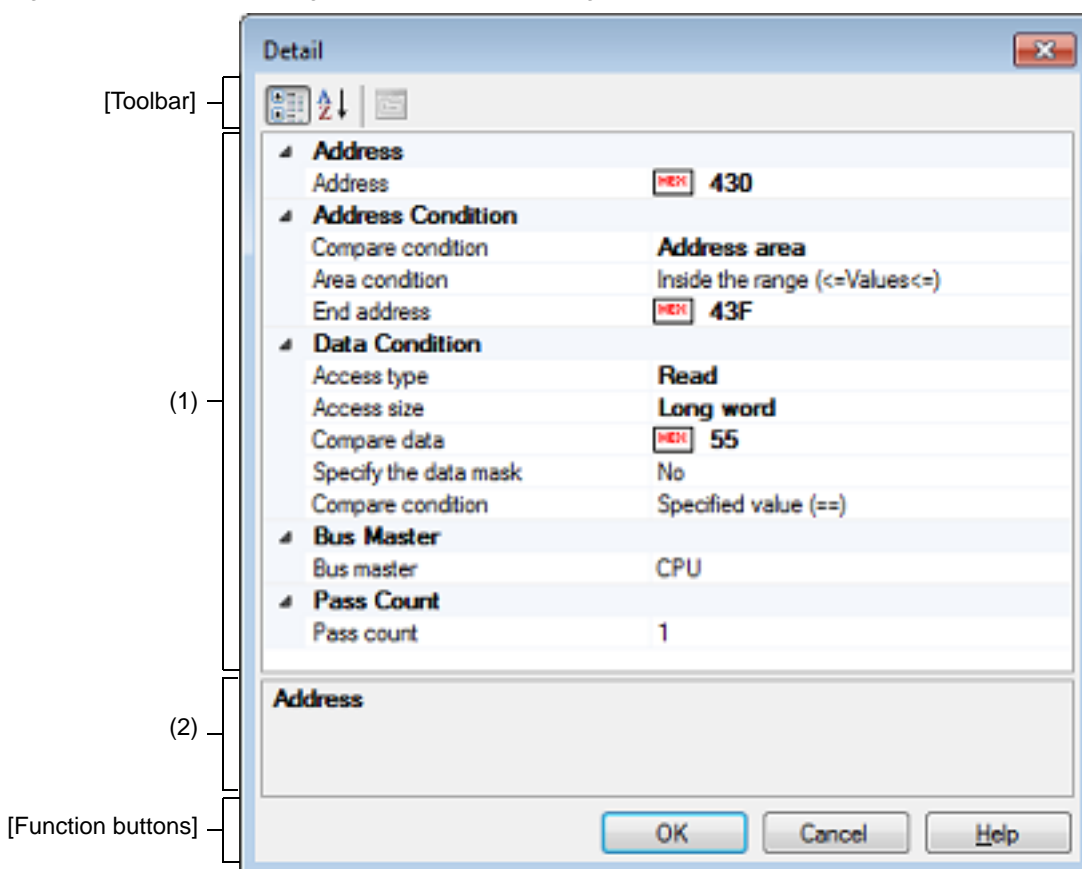 Detail
[Toolbar]
A
Z
Address
Address HEX 430
Address Condition
Compare condition Address area
Area condition Inside the range (<=Values<=)
End address HEX 43F
Data Condition
Access type Read
(1)
Access size Long word
Compare data HEX 55
Specify the data mask No
Compare condition Specified value (==)
Bus Master
Bus master CPU
Pass Count
Pass count 1
Address
(2)
[Function buttons]
OK Cancel Help